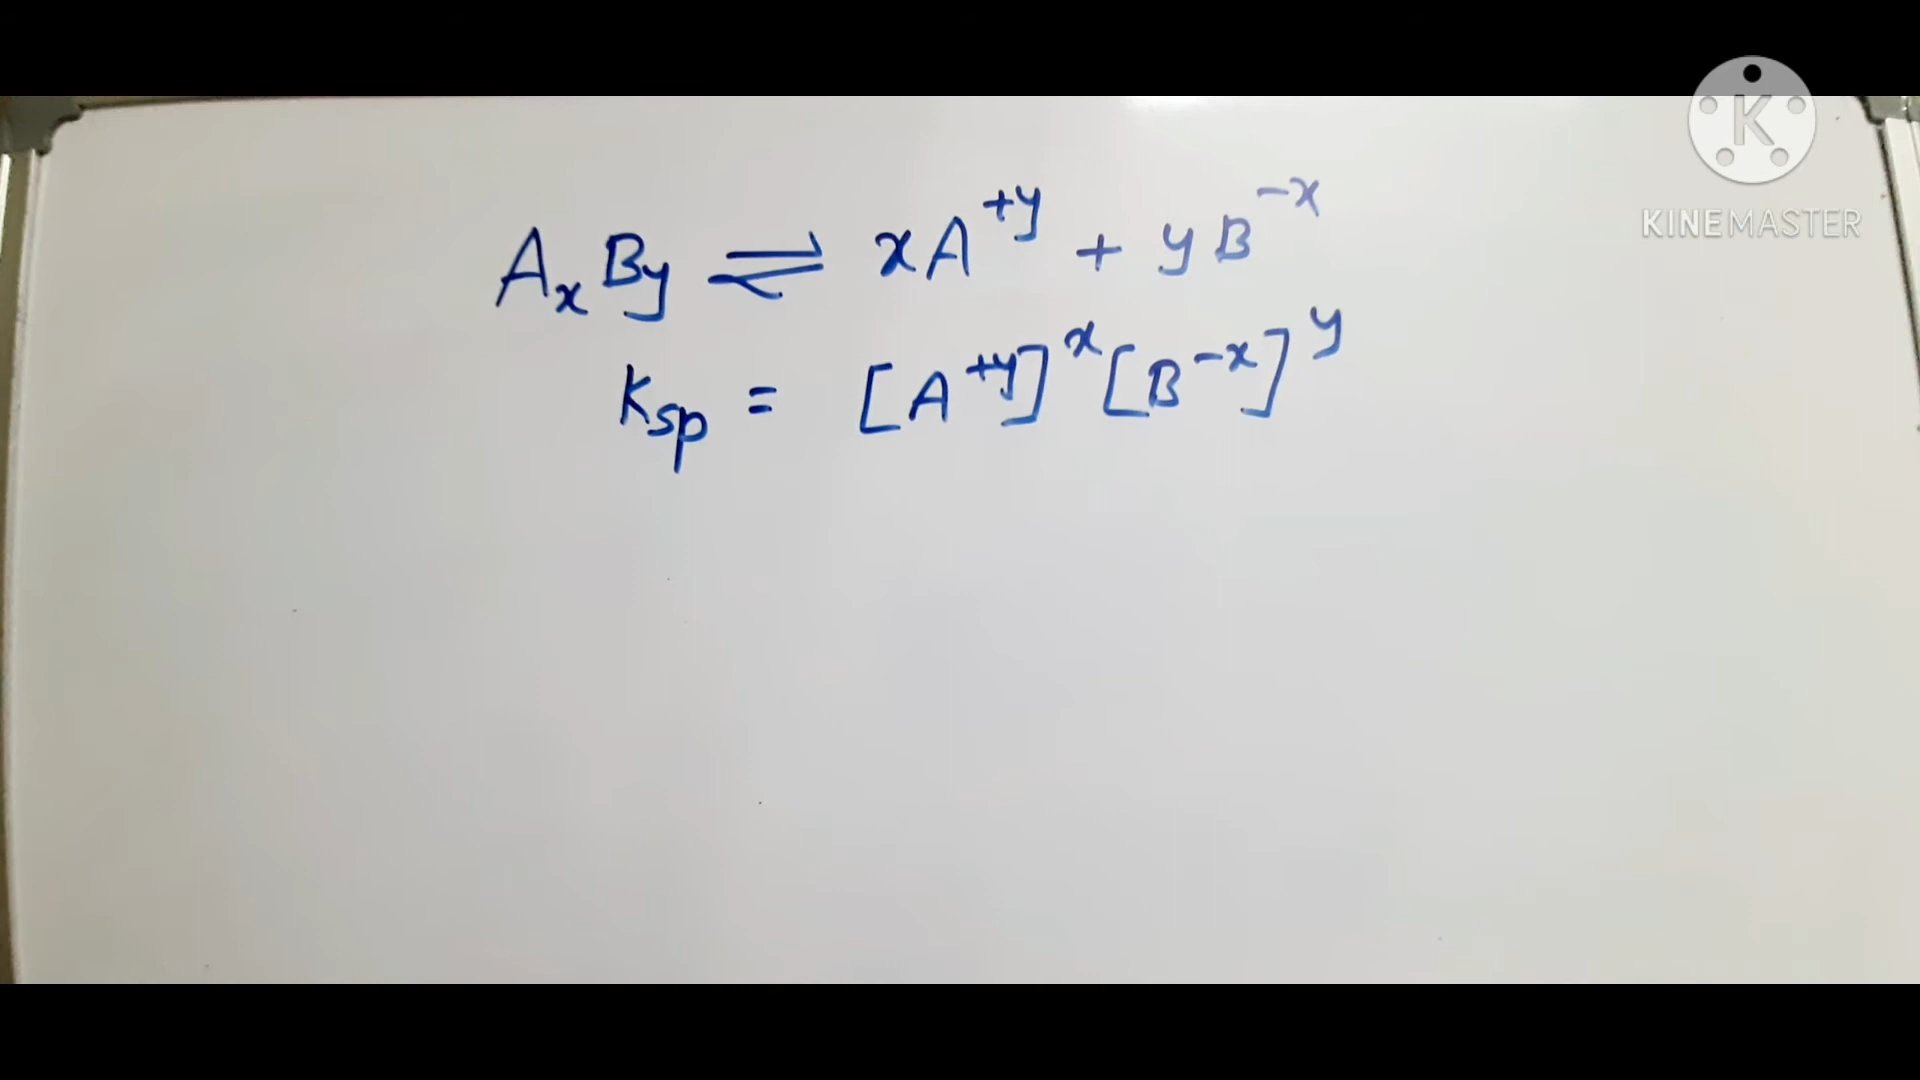 K
KINEMASTER
AₓBy ⇌ xA⁺ʸ + yB⁻ˣ
Ksp = [A⁺ʸ]ˣ[B⁻ˣ]ʸ